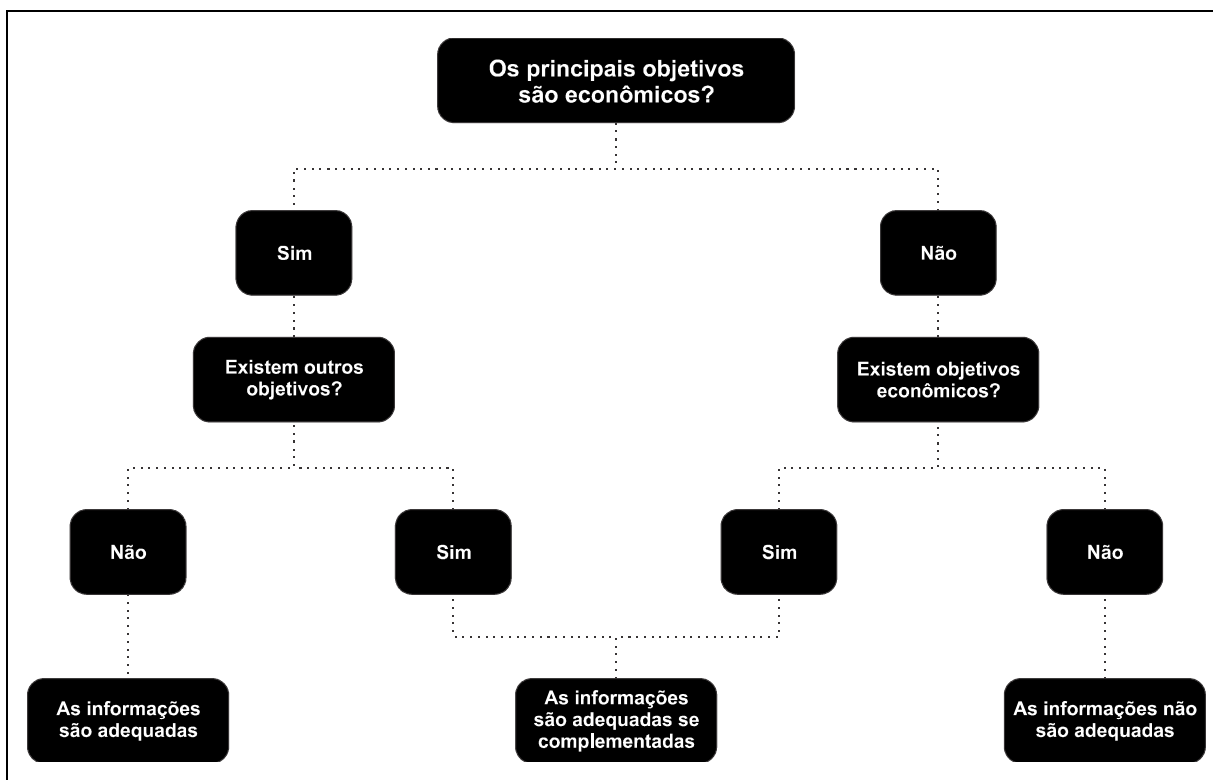 Os principais objetivos
são econômicos?
Sim
Não
Existem outros
objetivos?
Existem objetivos
econômicos?
Não
Sim
Sim
Não
As informações
são adequadas
As informações
são adequadas se
complementadas
As informações não
são adequadas